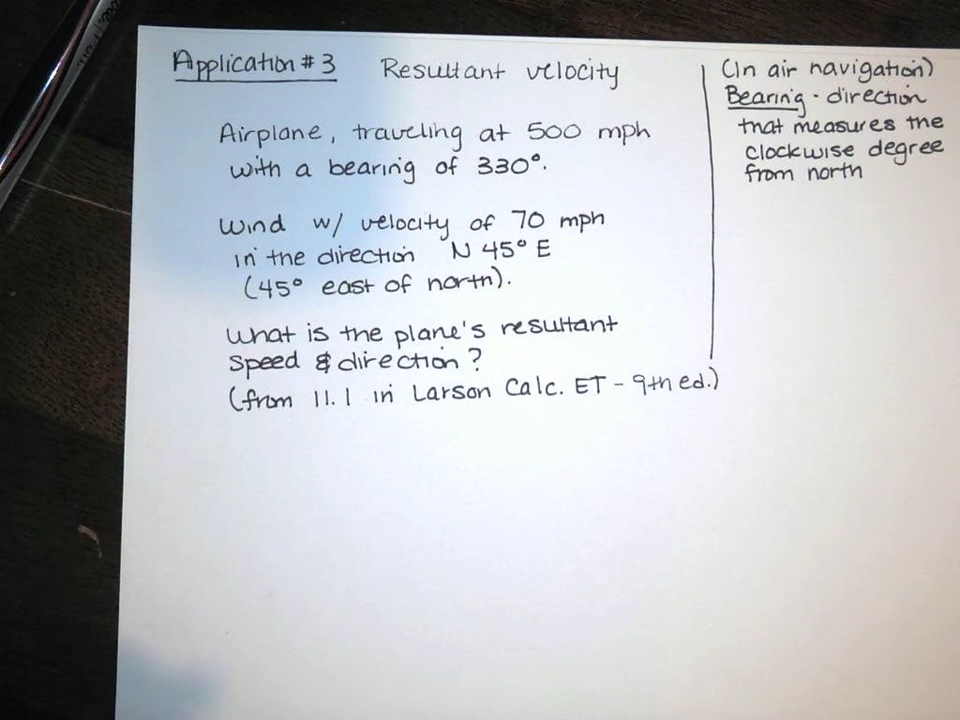 Application #3 Resultant velocity
Airplane, traveling at 500 mph
with a bearing of 330°.
Wind w/ velocity of 70 mph
in the direction N 45° E
(45° east of north).
What is the plane's resultant
speed & direction?
(from 11.1 in Larson Calc. ET - 9th ed.)
(In air navigation)
Bearing - direction
that measures the
clockwise degree
from north